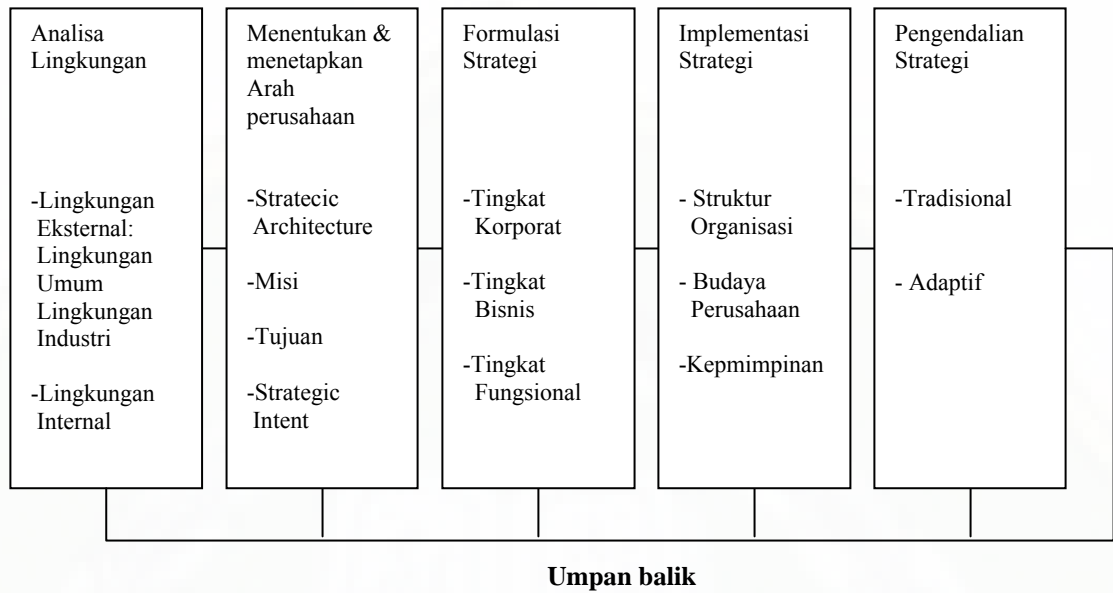 Analisa
Lingkungan
-Lingkungan
Eksternal:
Lingkungan
Umum
Lingkungan
Industri
-Lingkungan
Internal
Menentukan &
menetapkan
Arah
perusahaan
-Stratecic
Architecture
-Misi
-Tujuan
-Strategic
Intent
Formulasi
Strategi
-Tingkat
Korporat
-Tingkat
Bisnis
-Tingkat
Fungsional
Implementasi
Strategi
- Struktur
Organisasi
- Budaya
Perusahaan
-Kepmimpinan
Pengendalian
Strategi
-Tradisional
- Adaptif
Umpan balik